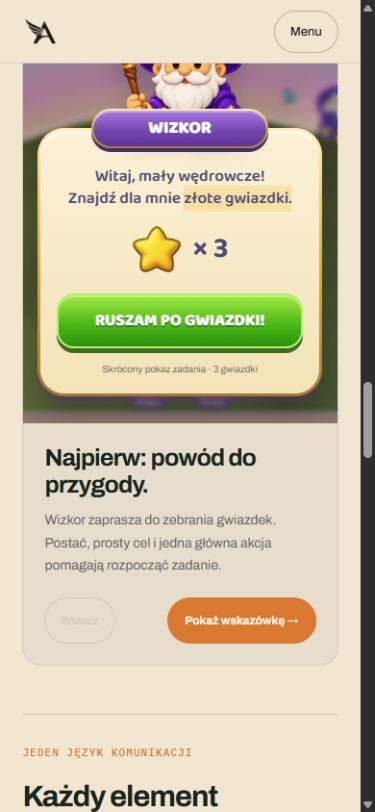 Menu
WIZKOR
Witaj, mały wędrowcze!
Znajdź dla mnie złote gwiazdki.
× 3
RUSZAM PO GWIAZDKI!
Skrócony pokaz zadania · 3 gwiazdki
Najpierw: powód do
przygody.
Wizkor zaprasza do zebrania gwiazdek.
Postać, prosty cel i jedna główna akcja
pomagają rozpocząć zadanie.
Wstecz
Pokaż wskazówkę →
JEDEN JĘZYK KOMUNIKACJI
Każdy element